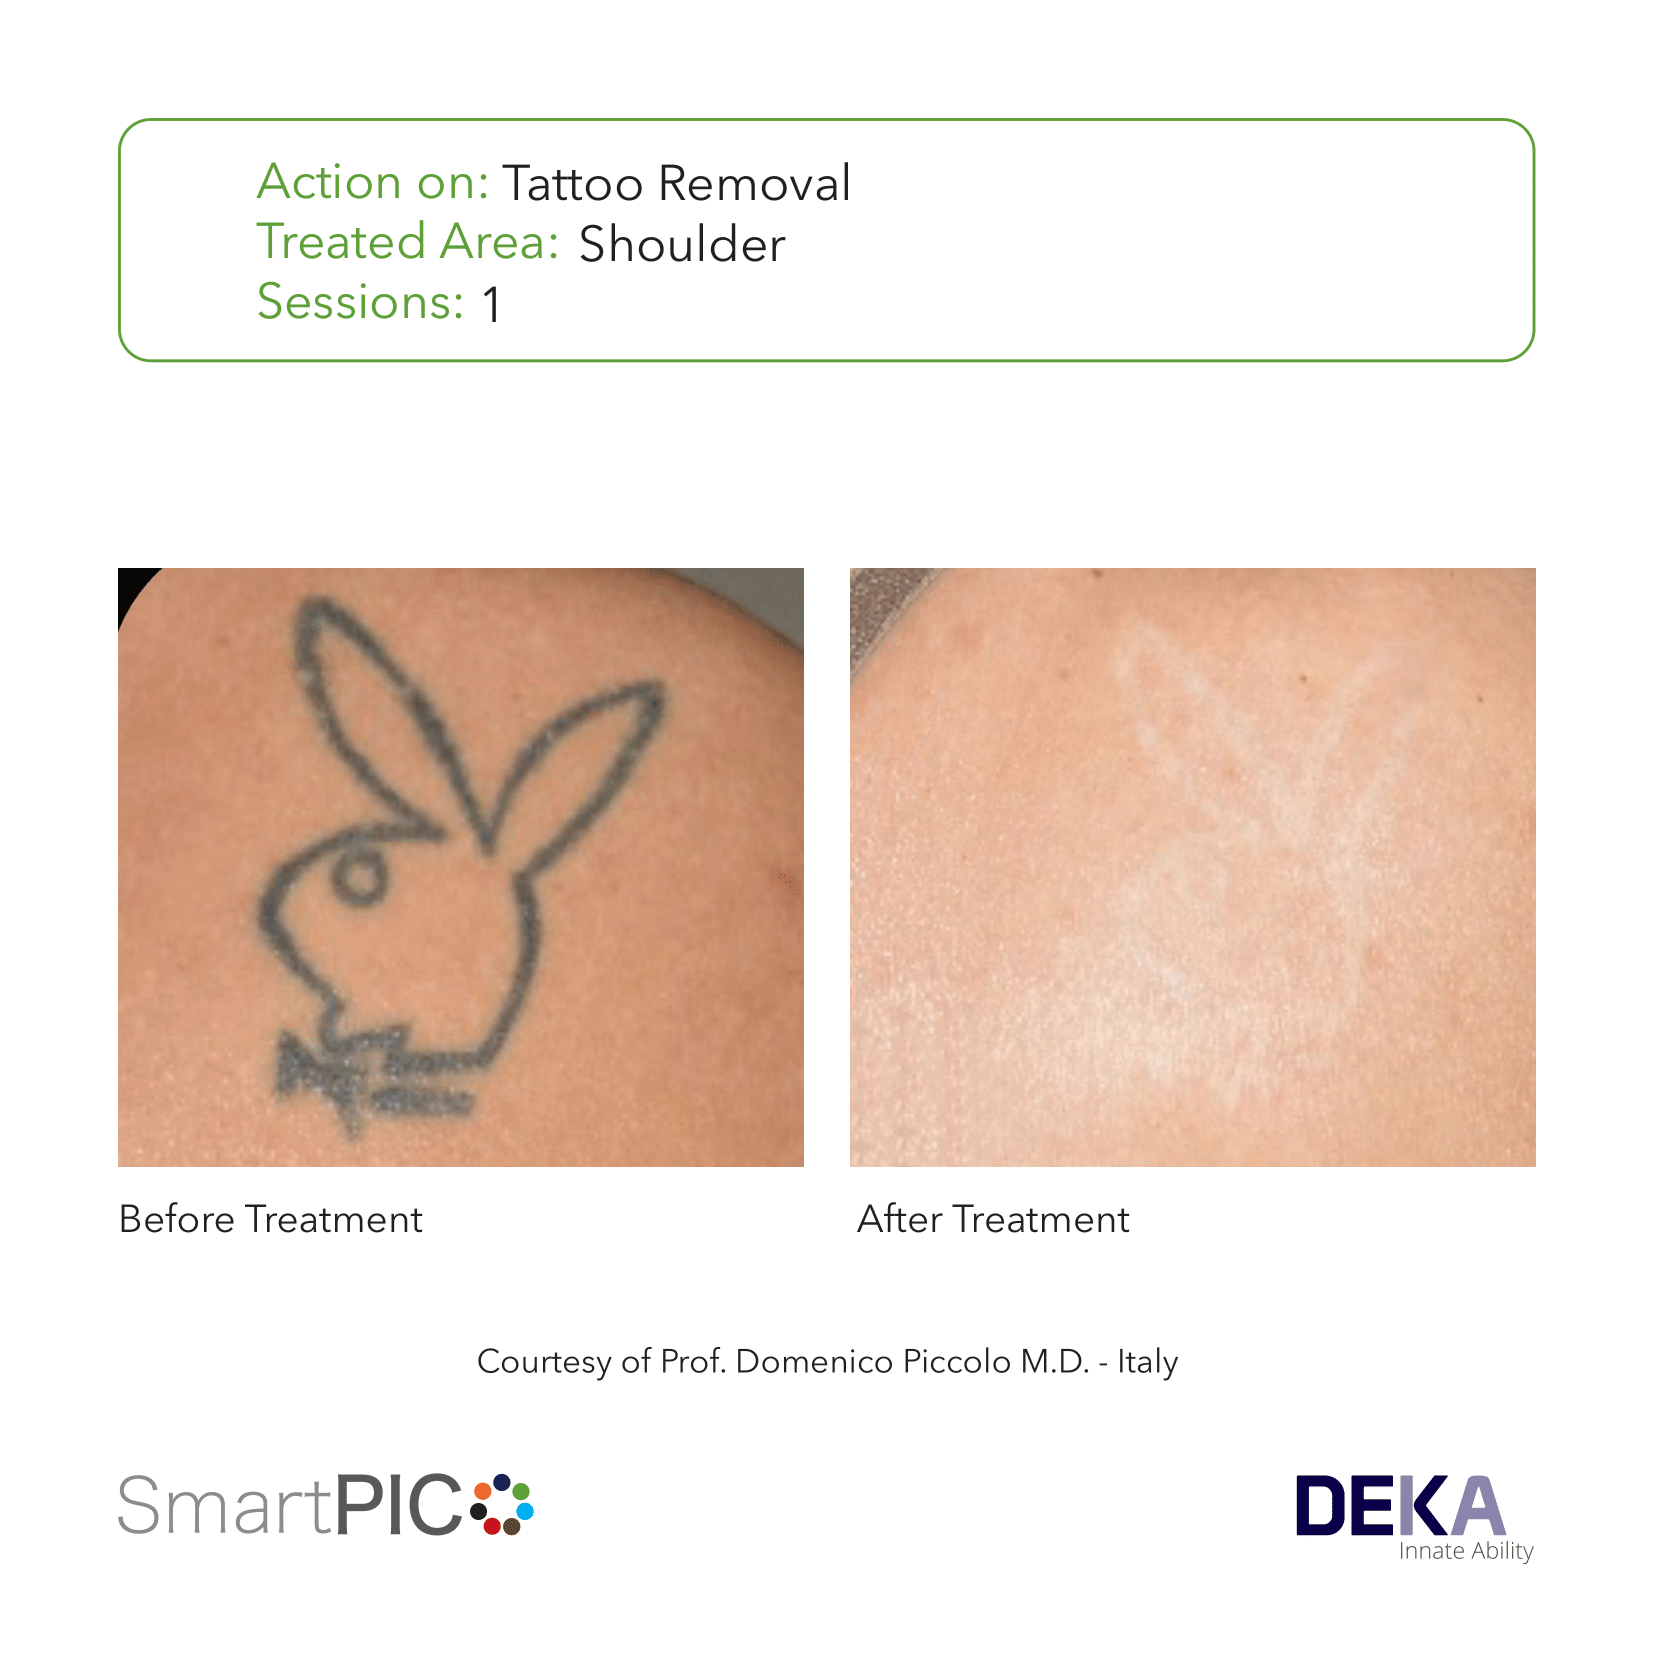 Action on: Tattoo Removal
Treated Area: Shoulder
Sessions: 1
Before Treatment
After Treatment
Courtesy of Prof. Domenico Piccolo M.D. - Italy
SmartPICO
DEKA
Innate Ability